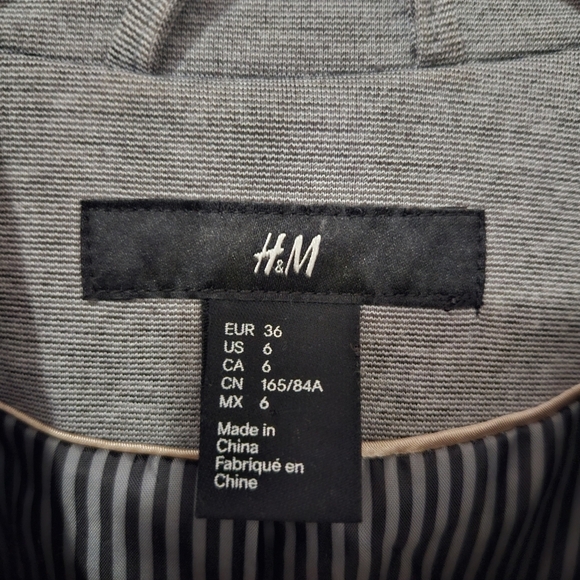 H&M
EUR 36
US 6
CA 6
CN 165/84A
MX 6
Made in
China
Fabriqué en
Chine